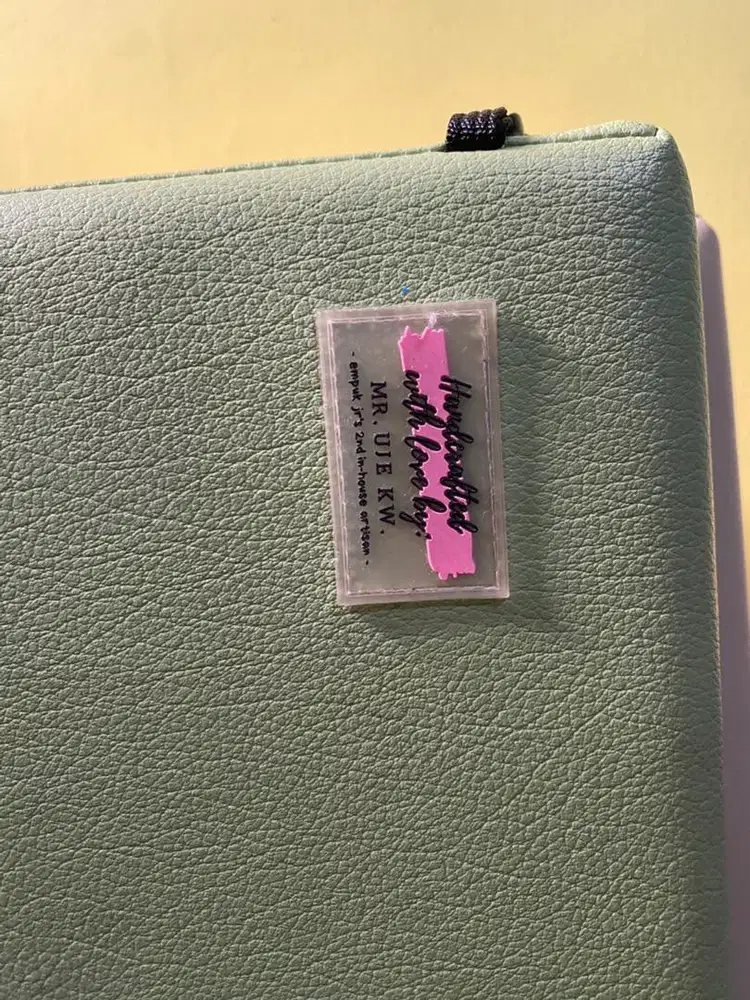 Handcrafted
with love by:
MR. UJE KW.
- empuk jr's 2nd in-house artisan -